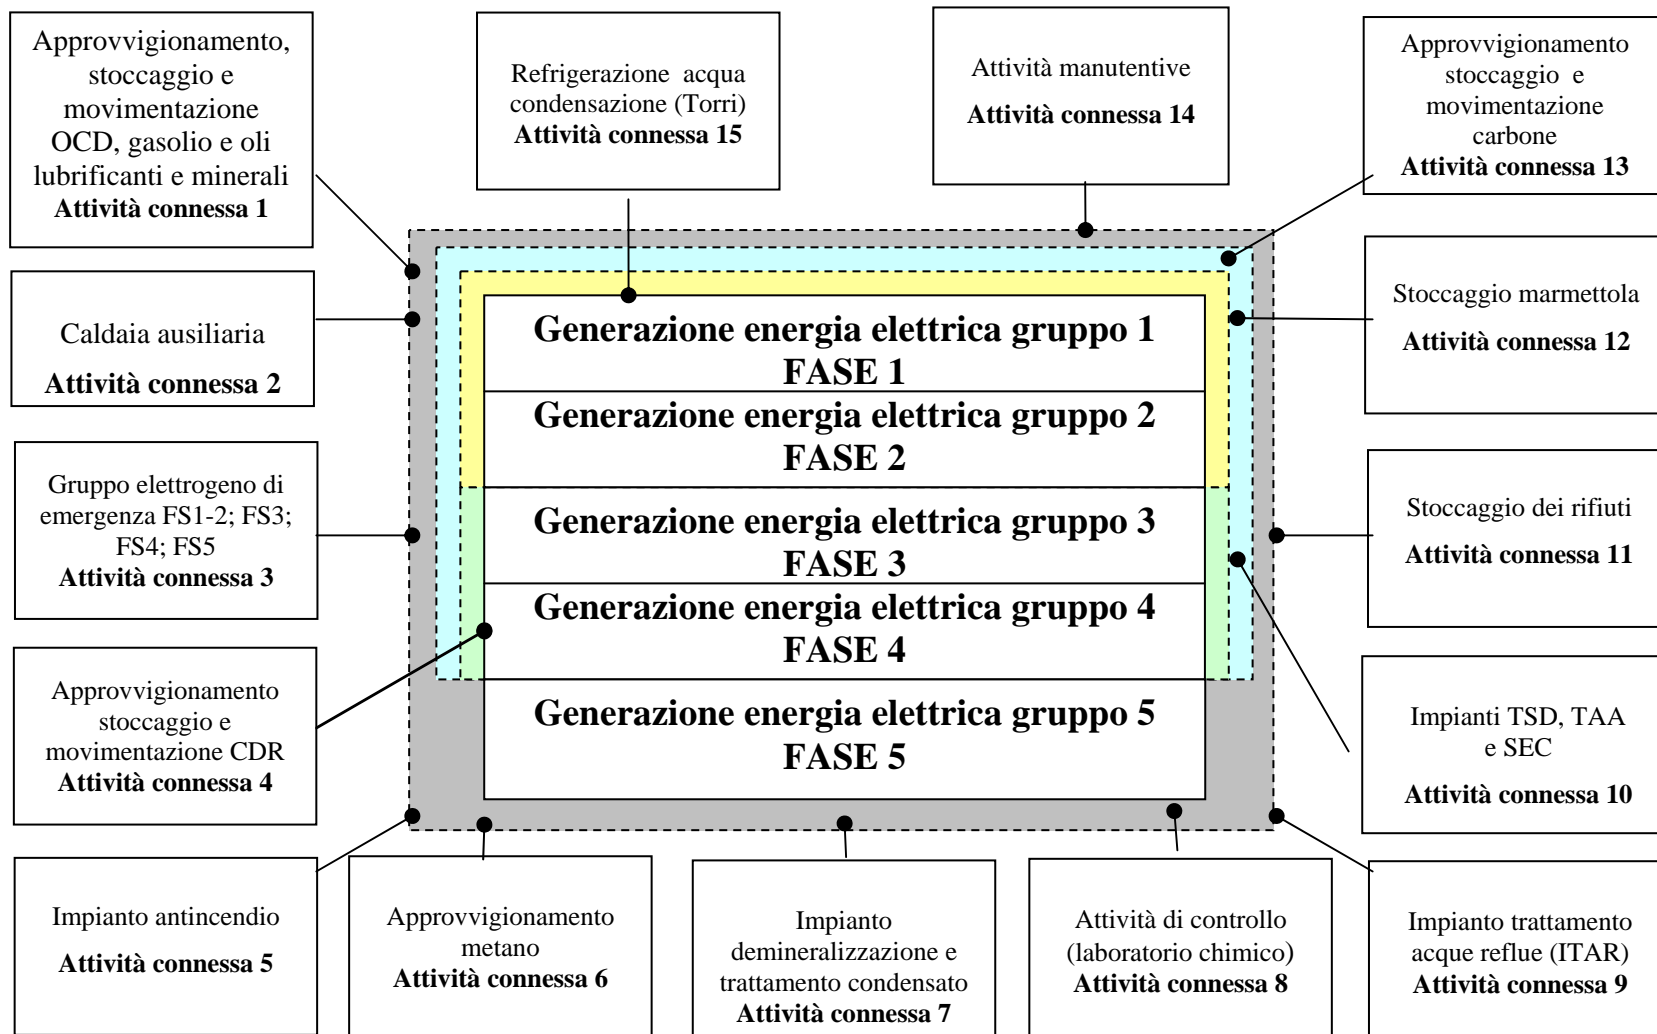 Approvvigionamento,
stoccaggio e
movimentazione
OCD, gasolio e oli
lubrificanti e minerali
Attività connessa 1
Refrigerazione acqua
condensazione (Torri)
Attività connessa 15
Attività manutentive
Attività connessa 14
Approvvigionamento
stoccaggio e
movimentazione
carbone
Attività connessa 13
Caldaia ausiliaria
Attività connessa 2
Stoccaggio marmettola
Attività connessa 12
Generazione energia elettrica gruppo 1
FASE 1
Generazione energia elettrica gruppo 2
FASE 2
Generazione energia elettrica gruppo 3
FASE 3
Generazione energia elettrica gruppo 4
FASE 4
Generazione energia elettrica gruppo 5
FASE 5
Gruppo elettrogeno di
emergenza FS1-2; FS3;
FS4; FS5
Attività connessa 3
Stoccaggio dei rifiuti
Attività connessa 11
Approvvigionamento
stoccaggio e
movimentazione CDR
Attività connessa 4
Impianti TSD, TAA
e SEC
Attività connessa 10
Impianto antincendio
Attività connessa 5
Approvvigionamento
metano
Attività connessa 6
Impianto
demineralizzazione e
trattamento condensato
Attività connessa 7
Attività di controllo
(laboratorio chimico)
Attività connessa 8
Impianto trattamento
acque reflue (ITAR)
Attività connessa 9